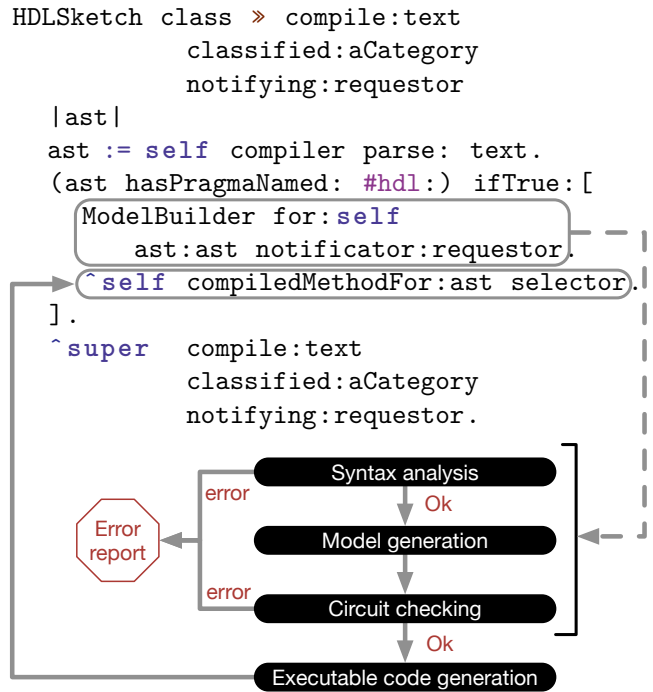 HDLSketch class » compile:text
classified:aCategory
notifying:requestor
|ast|
ast := self compiler parse: text.
(ast hasPragmaNamed: #hdl:) ifTrue:[
ModelBuilder for:self
ast:ast notificator:requestor.
^self compiledMethodFor:ast selector.
].
^super compile:text
classified:aCategory
notifying:requestor.
Syntax analysis
error
Ok
Error
report
Model generation
error
Circuit checking
Ok
Executable code generation